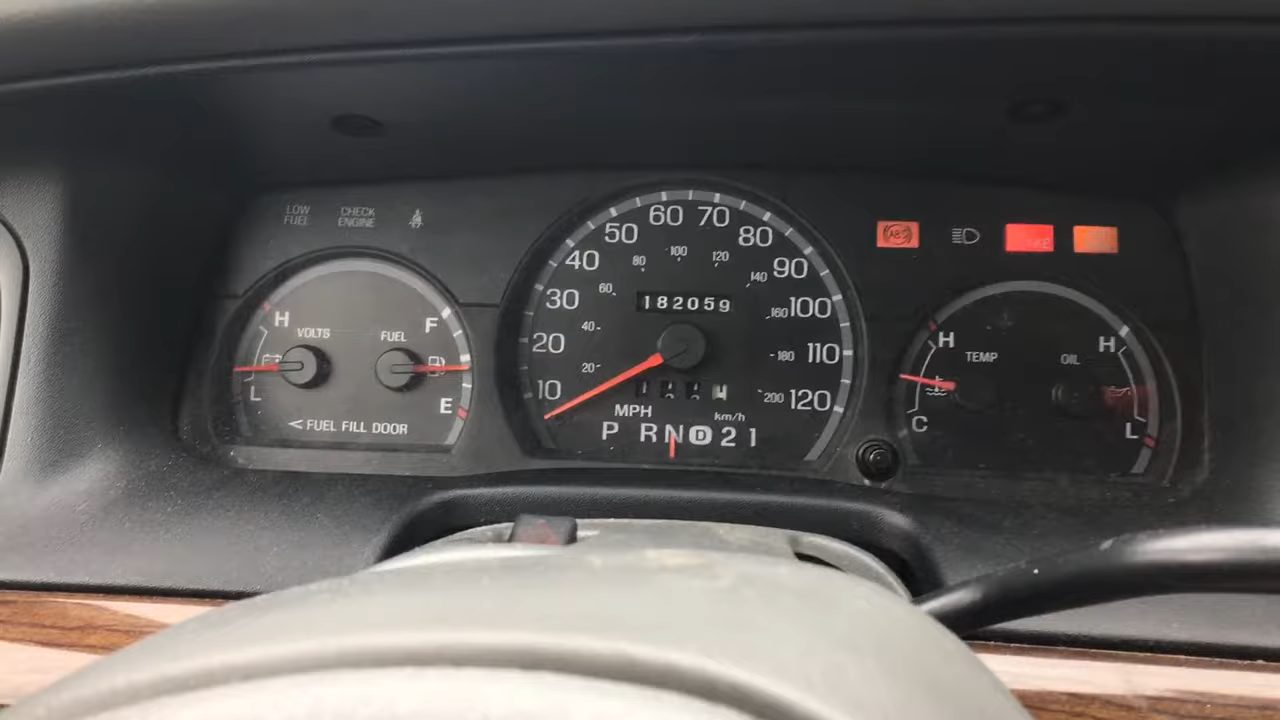 LOW FUEL
CHECK ENGINE
H
VOLTS
L
FUEL
F
E
<FUEL FILL DOOR
10
20
30
40
50
60
70
80
90
100
110
120
20
40
60
80
100
120
140
160
180
200
182059
MPH
km/h
P R N D 2 1
ABS
H
TEMP
C
OIL
H
L